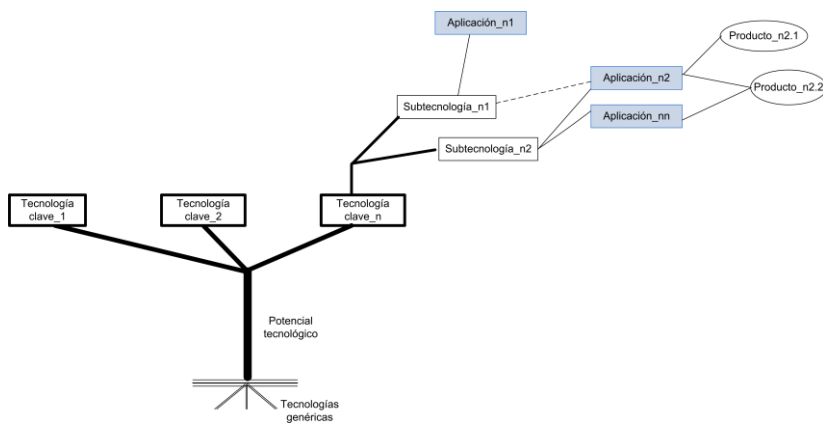 Aplicación_n1
Producto_n2.1
Aplicación_n2
Producto_n2.2
Subtecnología_n1
Aplicación_nn
Subtecnología_n2
Tecnología
clave_1
Tecnología
clave_2
Tecnología
clave_n
Potencial
tecnológico
Tecnologías
genéricas